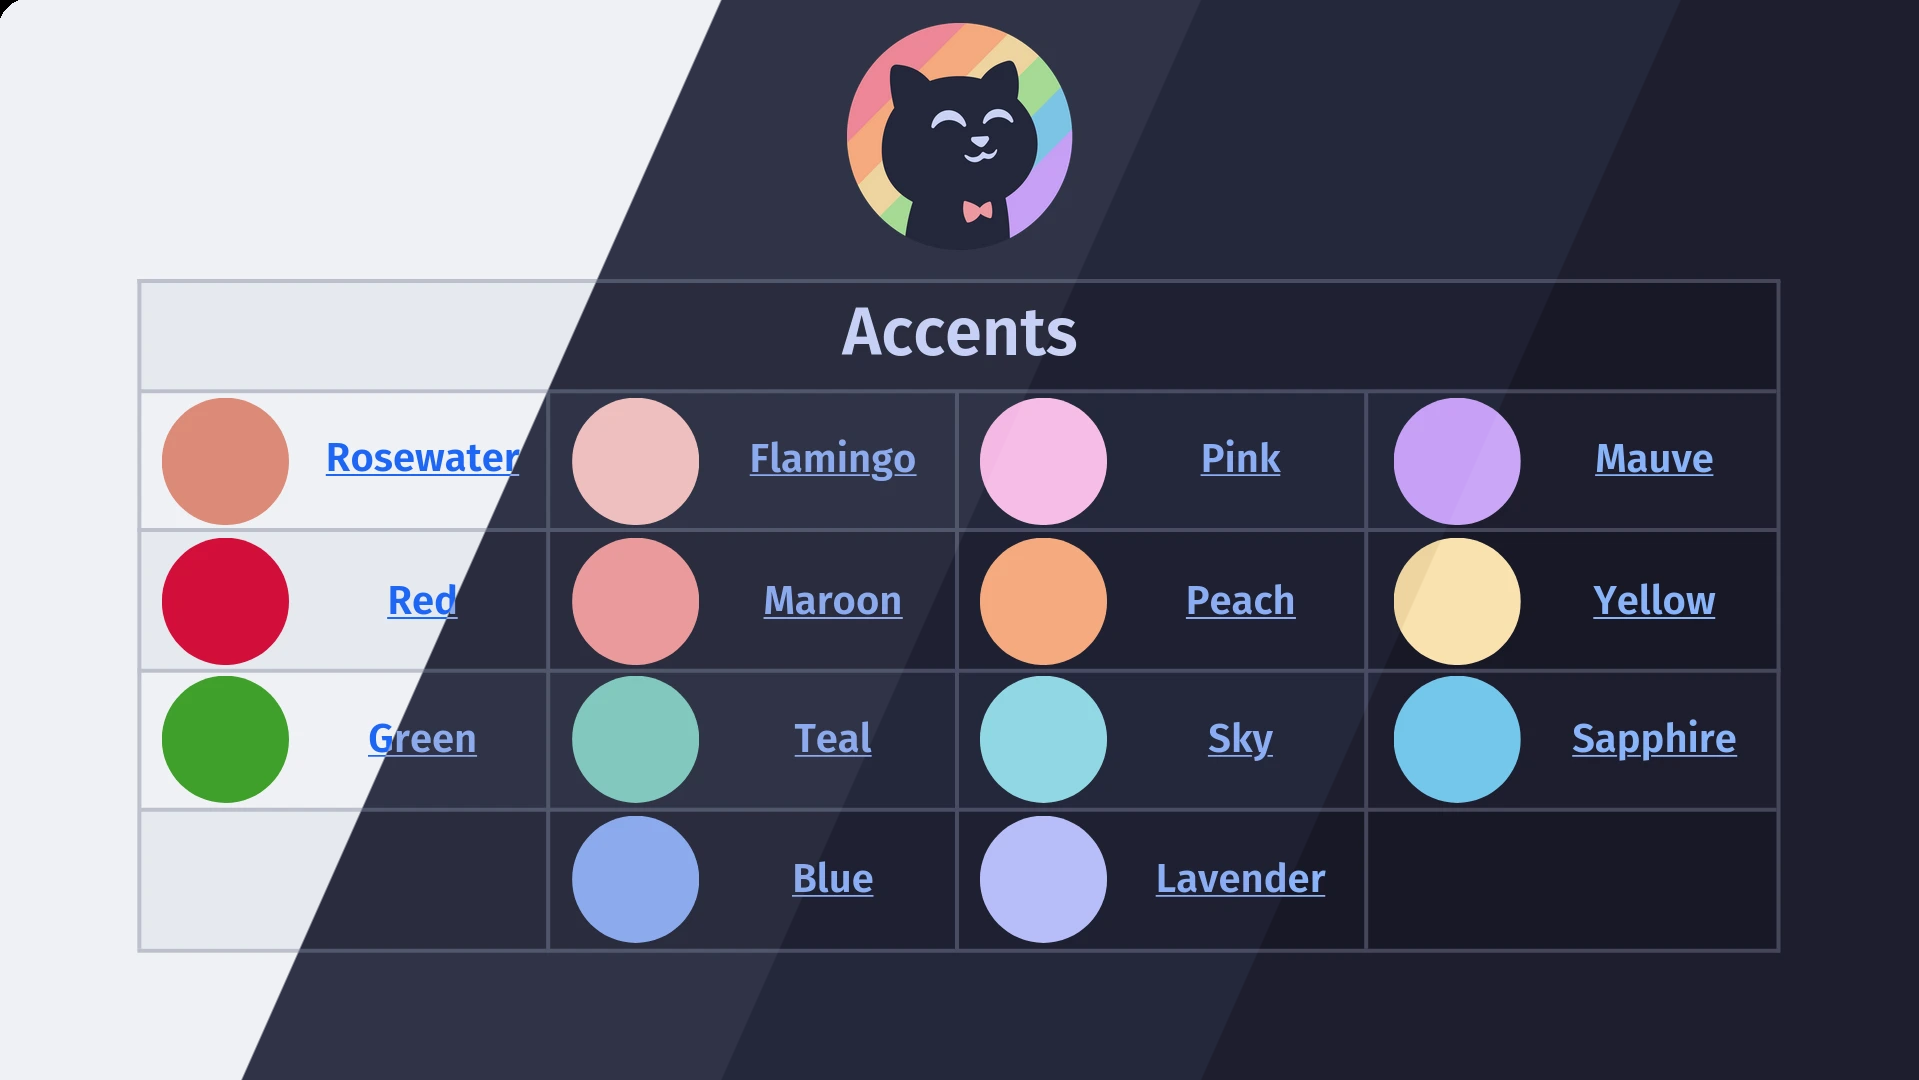 Accents
Rosewater Flamingo Pink Mauve
Red Maroon Peach Yellow
Green Teal Sky Sapphire
Blue Lavender